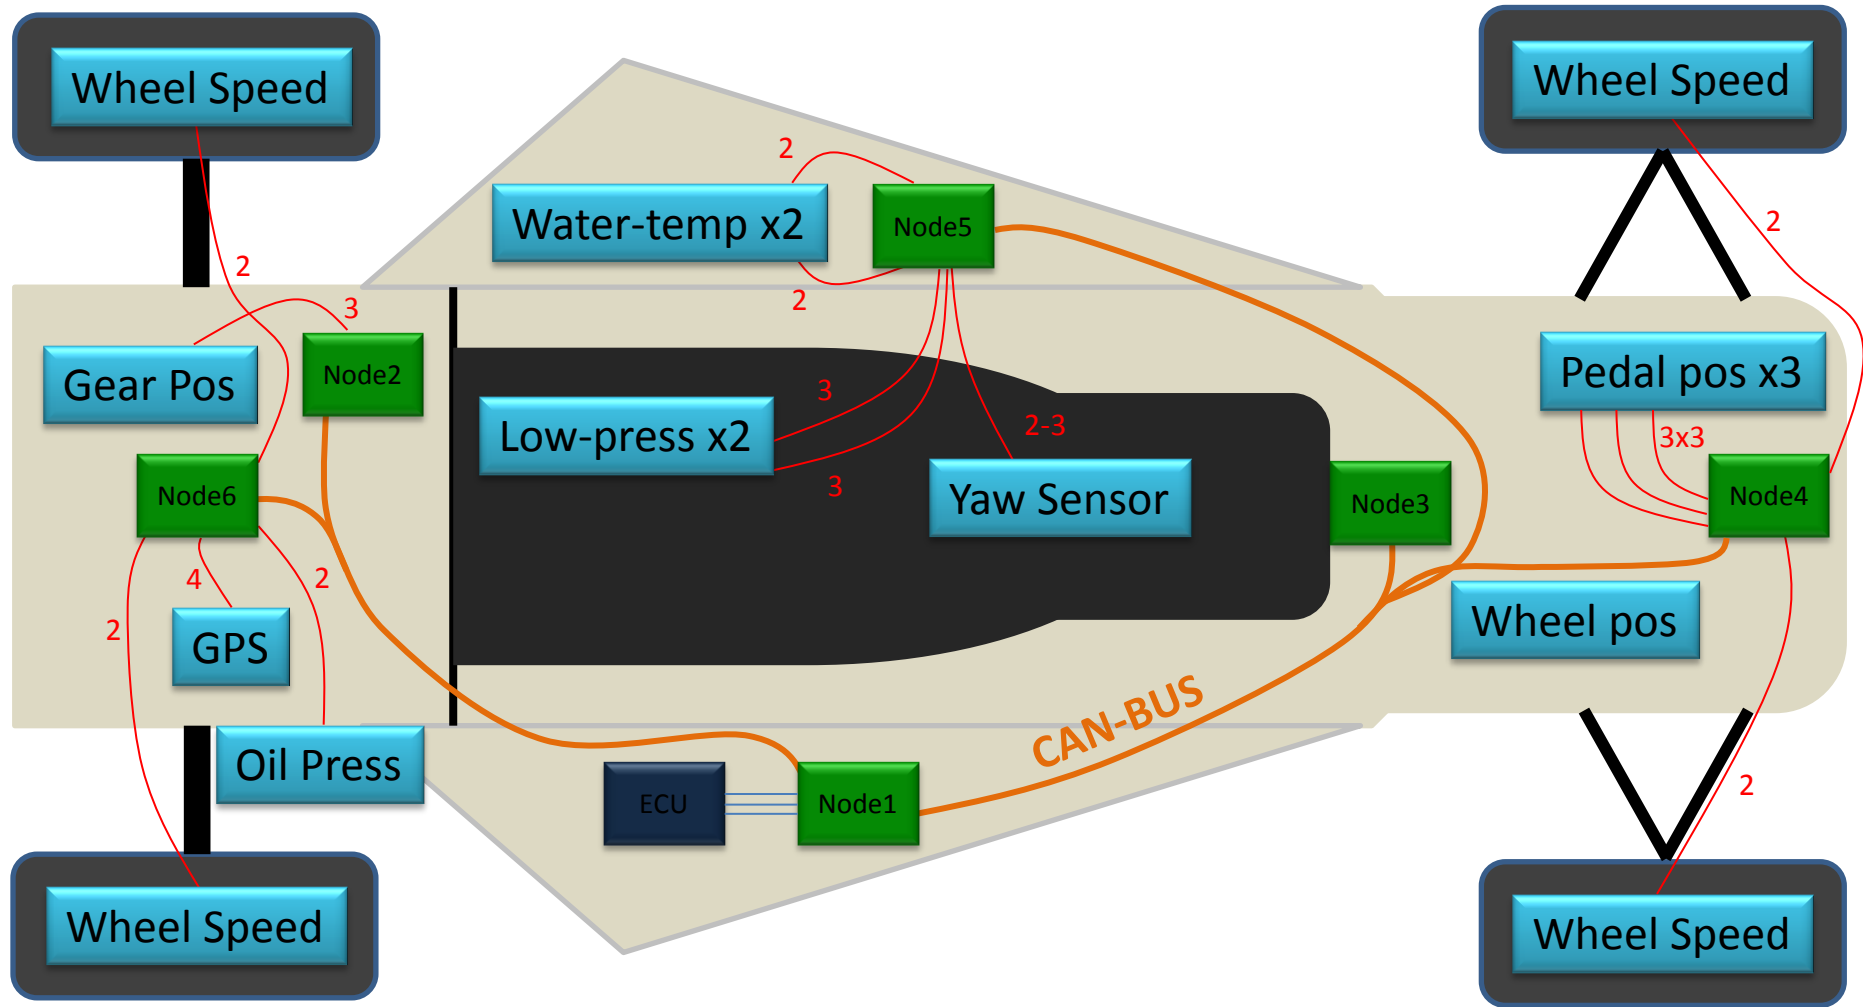 Wheel Speed
Wheel Speed
2
2
Water-temp x2
Node5
2
2
2
3
Gear Pos
Node2
Pedal pos x3
3
Low-press x2
2-3
3x3
3
Yaw Sensor
Node6
Node3
Node4
4
2
2
GPS
Wheel pos
CAN-BUS
Oil Press
ECU
Node1
2
Wheel Speed
Wheel Speed